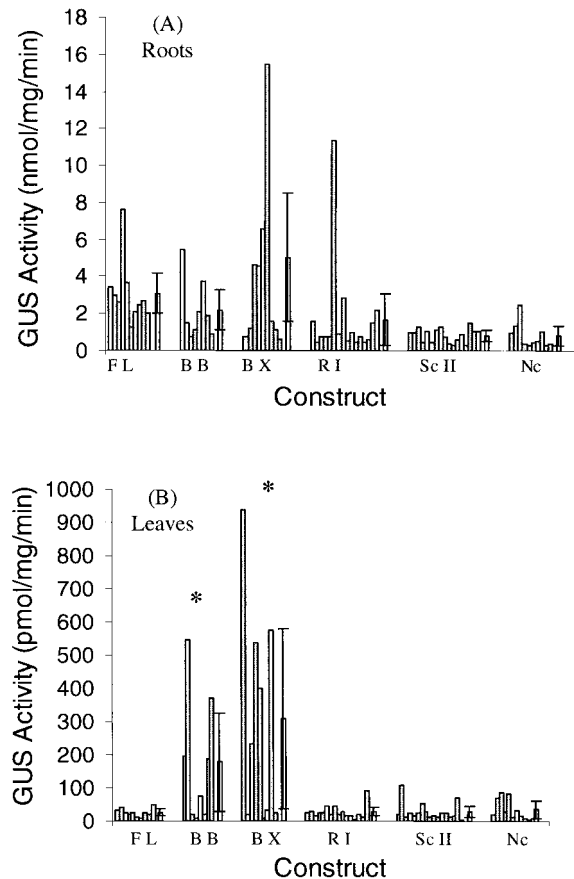 (A)
Roots
GUS Activity (nmol/mg/min)
18
16
14
12
10
8
6
4
2
0
F L B B B X R I Sc II Nc
Construct
(B)
Leaves
* *
GUS Activity (pmol/mg/min)
1000
900
800
700
600
500
400
300
200
100
0
F L B B B X R I Sc II Nc
Construct